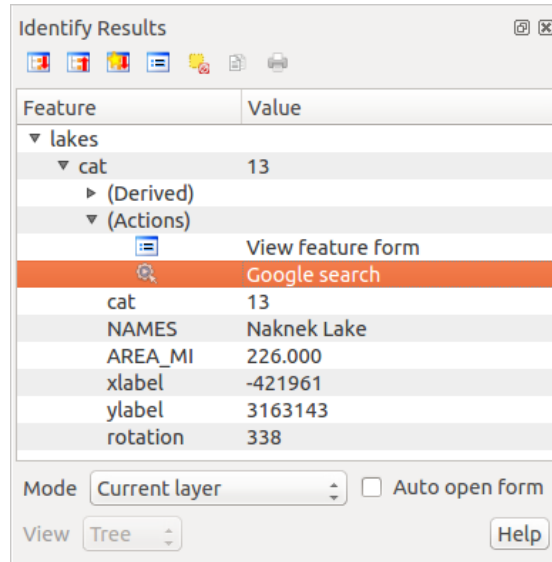 Identify Results
Feature Value
lakes
cat 13
(Derived)
(Actions)
View feature form
Google search
cat 13
NAMES Naknek Lake
AREA_MI 226.000
xlabel -421961
ylabel 3163143
rotation 338
Mode Current layer Auto open form
View Tree Help